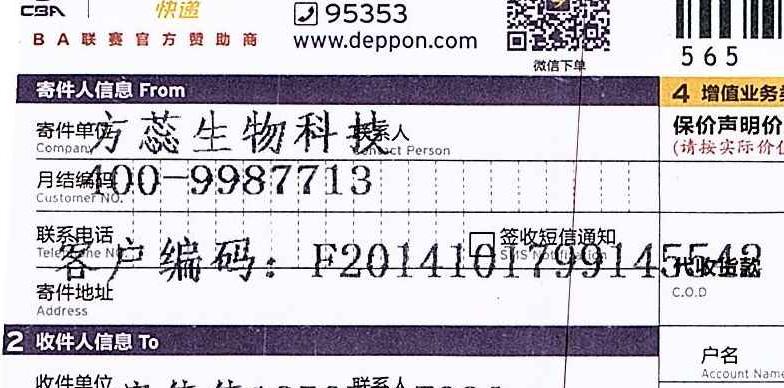 CBA 快递
BA联赛官方赞助商
95353
www.deppon.com
微信下单
565
寄件人信息 From
4 增值业务
寄件单位 方蕊生物科技 联系人
Company Contact Person
保价声明价
(请按实际价
月结编码 400-9987713
Customer NO.
联系电话
Telephone NO.
签收短信通知
SMS Notification
客户编码: F2014101799145542
代收货款
C.O.D
寄件地址
Address
2 收件人信息 To
户名
Account Name
收件单位 联系人